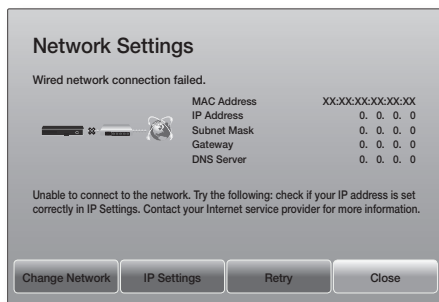 Network Settings
Wired network connection failed.
MAC Address XX:XX:XX:XX:XX:XX
IP Address 0. 0. 0. 0
Subnet Mask 0. 0. 0. 0
Gateway 0. 0. 0. 0
DNS Server 0. 0. 0. 0
Unable to connect to the network. Try the following: check if your IP address is set
correctly in IP Settings. Contact your Internet service provider for more information.
Change Network IP Settings Retry Close